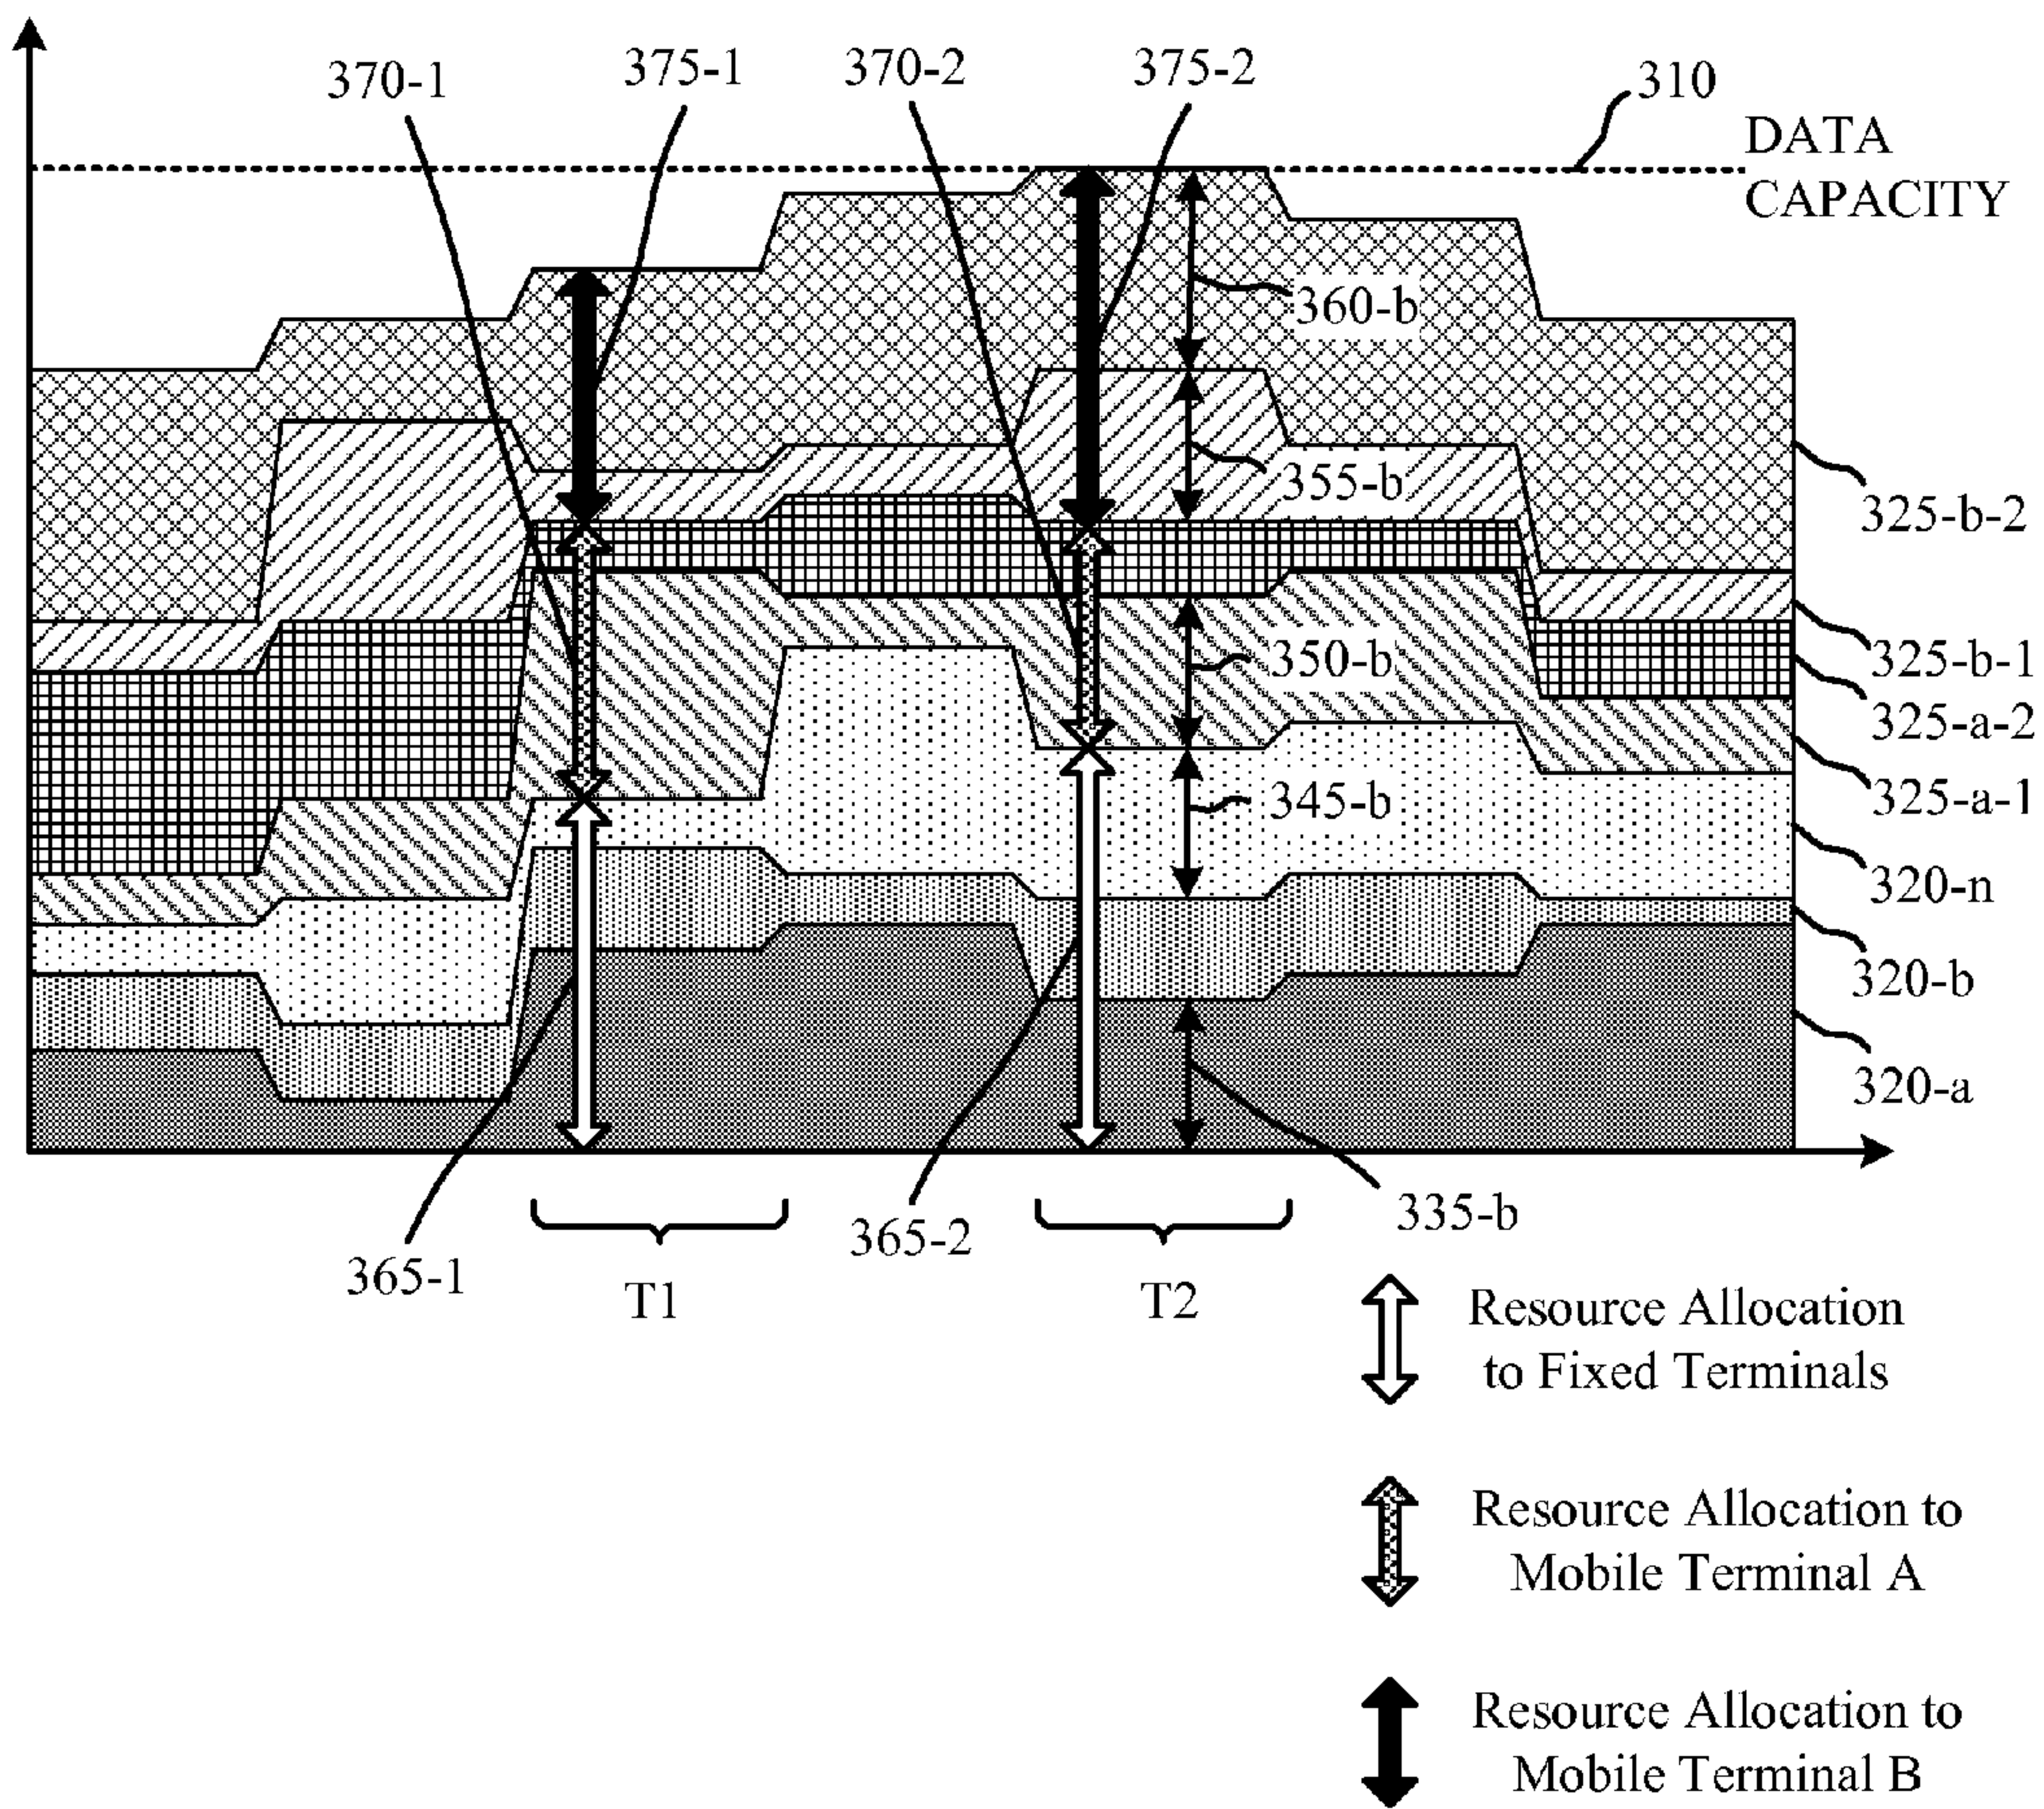 370-1
375-1
370-2
375-2
310
DATA
CAPACITY
360-b
355-b
325-b-2
350-b
325-b-1
325-a-2
345-b
325-a-1
320-n
320-b
320-a
335-b
365-1
365-2
T1
T2
Resource Allocation
to Fixed Terminals
Resource Allocation to
Mobile Terminal A
Resource Allocation to
Mobile Terminal B